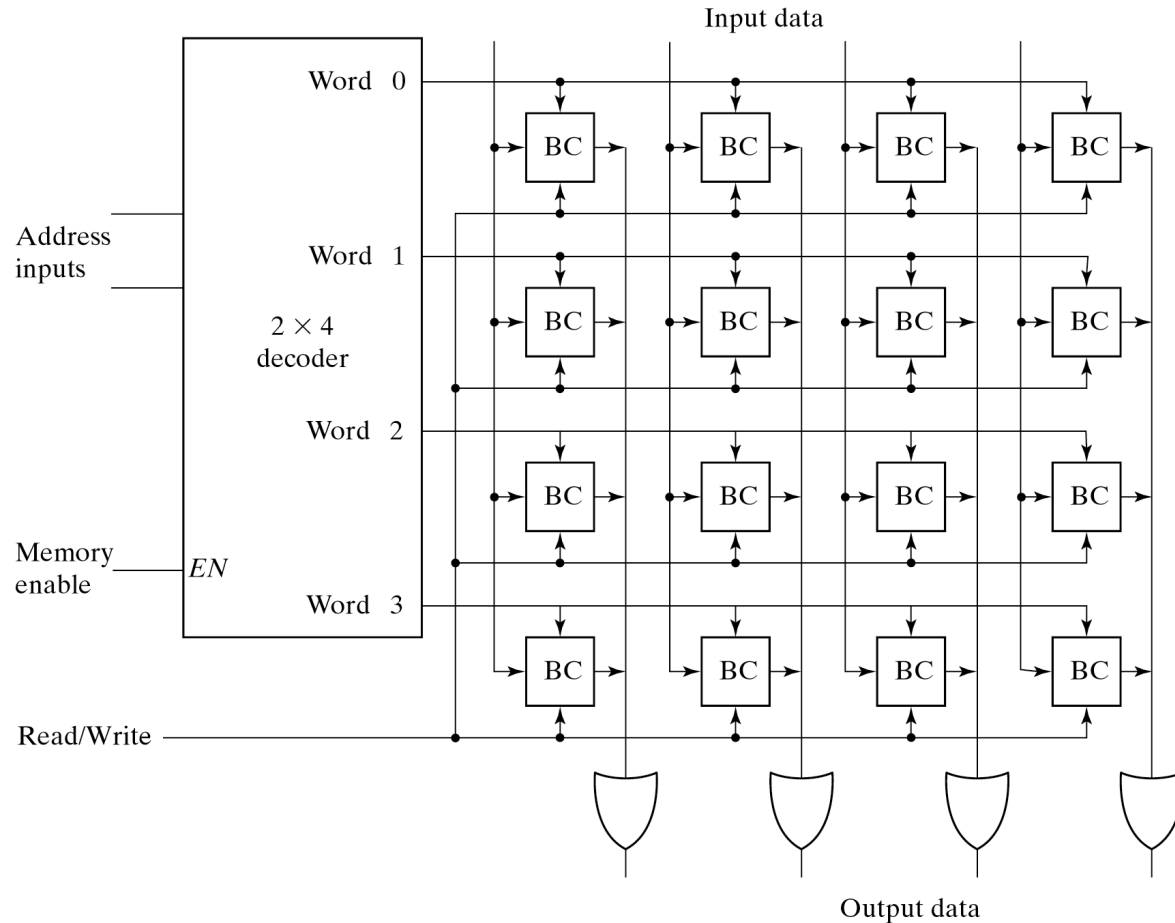 Input data
Word 0
BC BC BC BC
Address
inputs
Word 1
BC BC BC BC
2 × 4
decoder
Word 2
BC BC BC BC
Memory
enable
EN
Word 3
BC BC BC BC
Read/Write
Output data